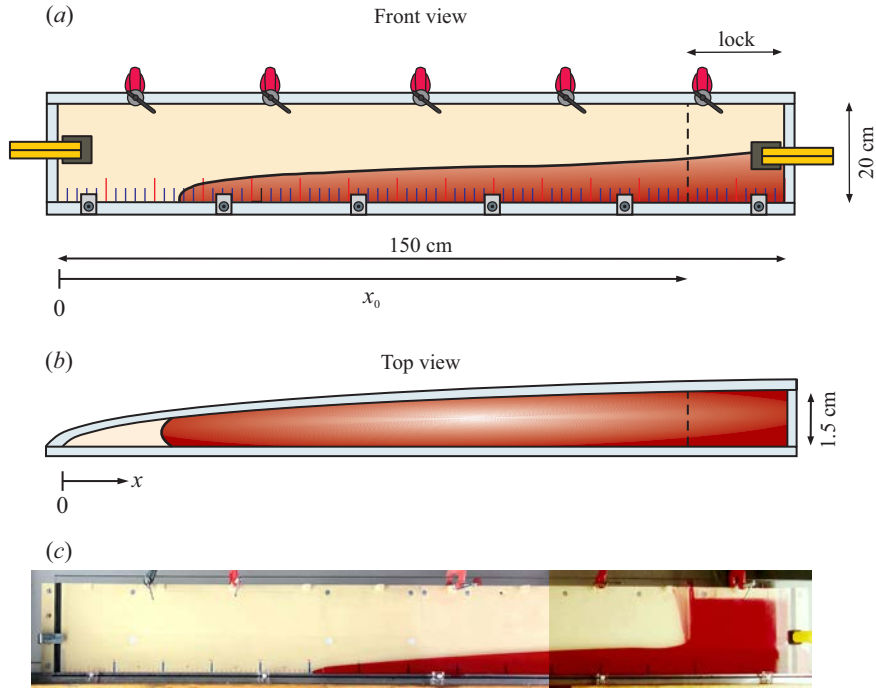 (a)
Front view
lock
20 cm
150 cm
0
x₀
(b)
Top view
1.5 cm
0
x
(c)